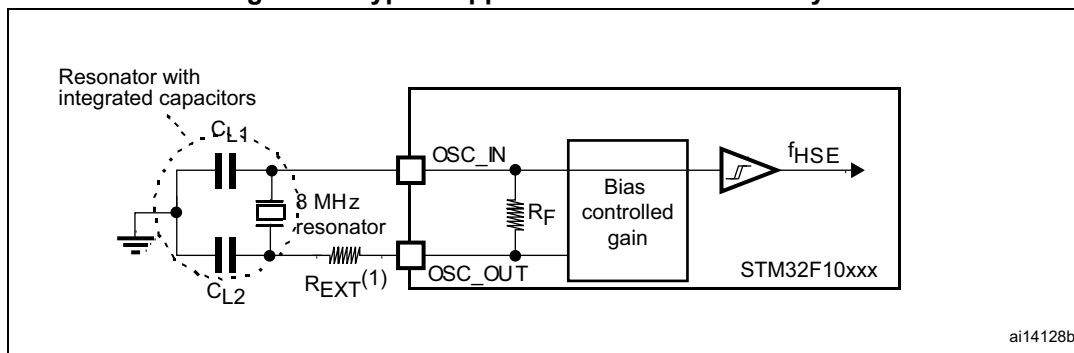 Resonator with
integrated capacitors
CL1
OSC_IN
fHSE
8 MHz
resonator
RF
Bias
controlled
gain
STM32F10xxx
OSC_OUT
REXT(1)
CL2
ai14128b